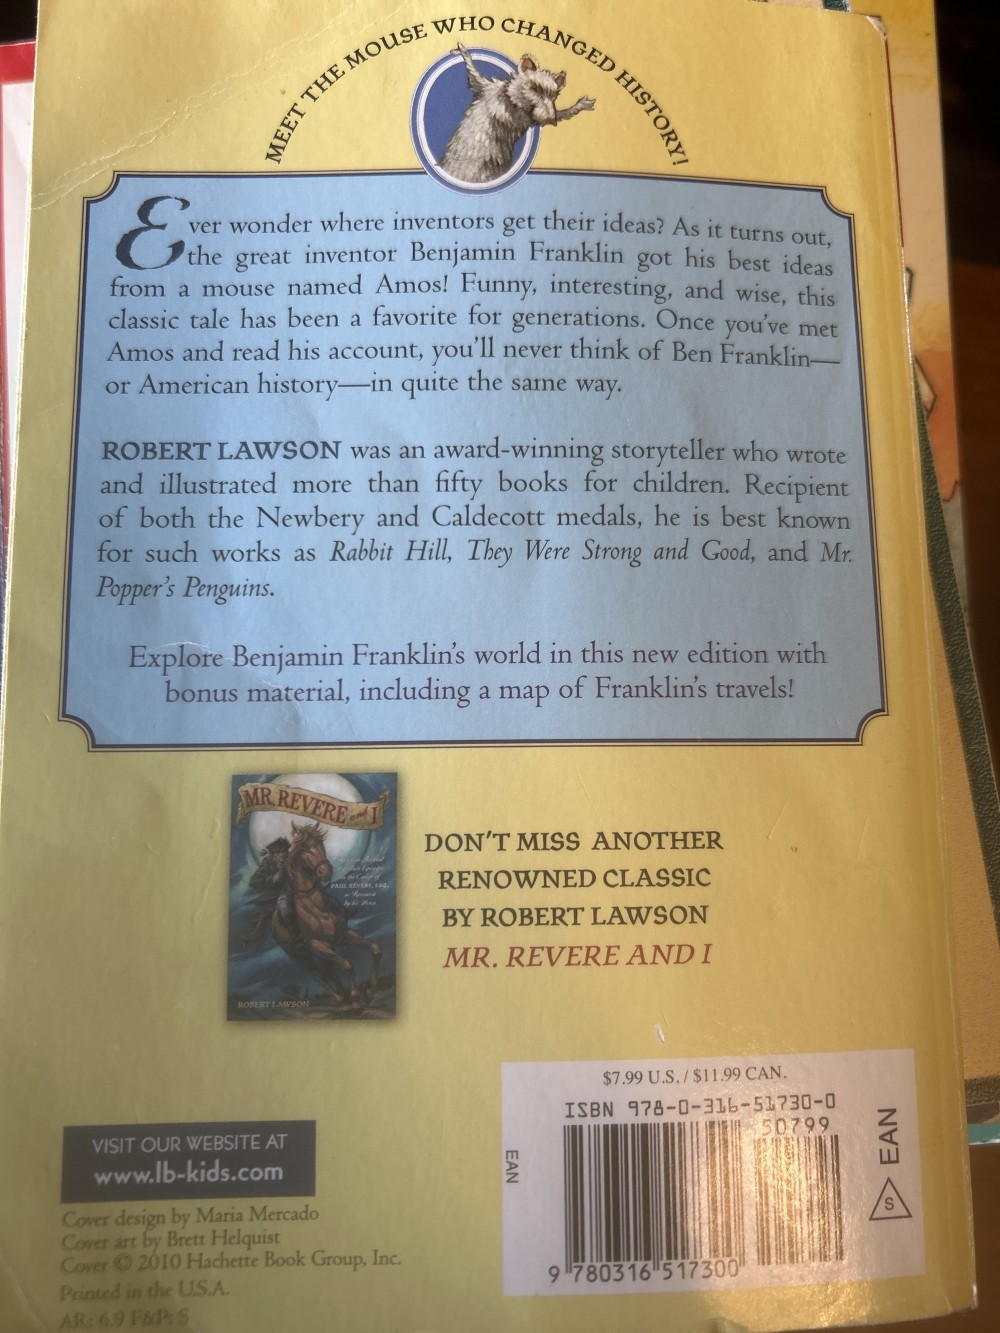 MEET THE MOUSE WHO CHANGED HISTORY!
Ever wonder where inventors get their ideas? As it turns out,
the great inventor Benjamin Franklin got his best ideas
from a mouse named Amos! Funny, interesting, and wise, this
classic tale has been a favorite for generations. Once you've met
Amos and read his account, you'll never think of Ben Franklin—
or American history—in quite the same way.
ROBERT LAWSON was an award-winning storyteller who wrote
and illustrated more than fifty books for children. Recipient
of both the Newbery and Caldecott medals, he is best known
for such works as Rabbit Hill, They Were Strong and Good, and Mr.
Popper's Penguins.
Explore Benjamin Franklin's world in this new edition with
bonus material, including a map of Franklin's travels!
MR. REVERE and I
PAUL REVERE, ESQ.
ROBERT LAWSON
DON'T MISS ANOTHER
RENOWNED CLASSIC
BY ROBERT LAWSON
MR. REVERE AND I
$7.99 U.S. / $11.99 CAN.
ISBN 978-0-316-51730-0
50799
EAN
EAN
S
9 780316 517300
VISIT OUR WEBSITE AT
www.lb-kids.com
Cover design by Maria Mercado
Cover art by Brett Helquist
Cover © 2010 Hachette Book Group, Inc.
Printed in the U.S.A.
AR: 6.9 F&P: S